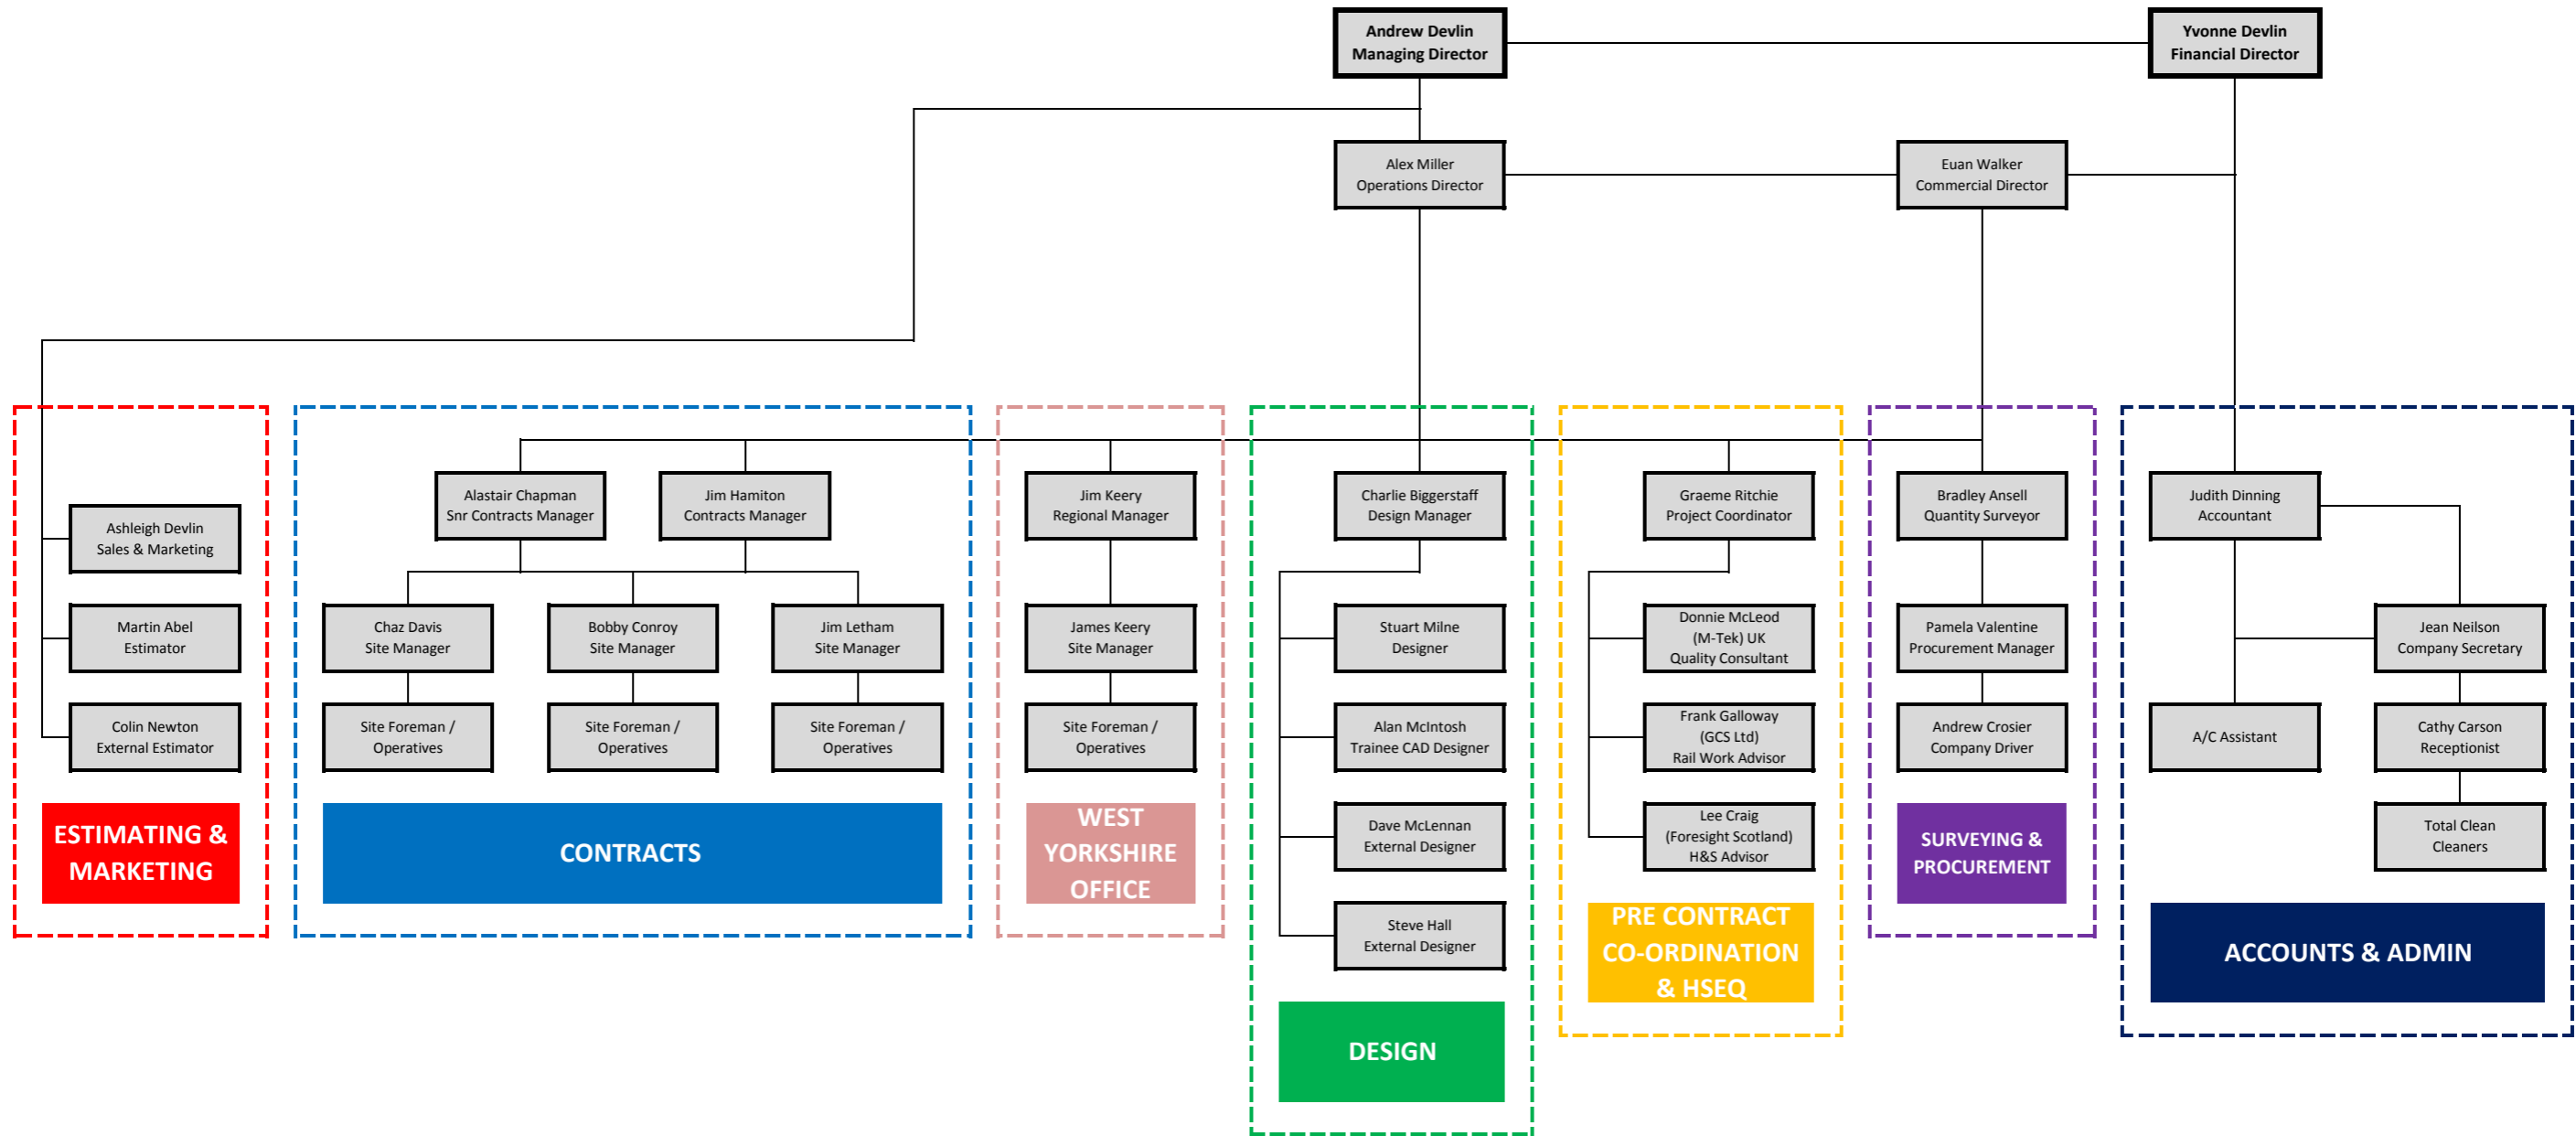 Andrew Devlin
Managing Director
Yvonne Devlin
Financial Director
Alex Miller
Operations Director
Euan Walker
Commercial Director
Ashleigh Devlin
Sales & Marketing
Martin Abel
Estimator
Colin Newton
External Estimator
ESTIMATING &
MARKETING
Alastair Chapman
Snr Contracts Manager
Jim Hamiton
Contracts Manager
Chaz Davis
Site Manager
Bobby Conroy
Site Manager
Jim Letham
Site Manager
Site Foreman /
Operatives
Site Foreman /
Operatives
Site Foreman /
Operatives
CONTRACTS
Jim Keery
Regional Manager
James Keery
Site Manager
Site Foreman /
Operatives
WEST
YORKSHIRE
OFFICE
Charlie Biggerstaff
Design Manager
Stuart Milne
Designer
Alan McIntosh
Trainee CAD Designer
Dave McLennan
External Designer
Steve Hall
External Designer
DESIGN
Graeme Ritchie
Project Coordinator
Donnie McLeod
(M-Tek) UK
Quality Consultant
Frank Galloway
(GCS Ltd)
Rail Work Advisor
Lee Craig
(Foresight Scotland)
H&S Advisor
PRE CONTRACT
CO-ORDINATION
& HSEQ
Bradley Ansell
Quantity Surveyor
Pamela Valentine
Procurement Manager
Andrew Crosier
Company Driver
SURVEYING &
PROCUREMENT
Judith Dinning
Accountant
Jean Neilson
Company Secretary
A/C Assistant
Cathy Carson
Receptionist
Total Clean
Cleaners
ACCOUNTS & ADMIN